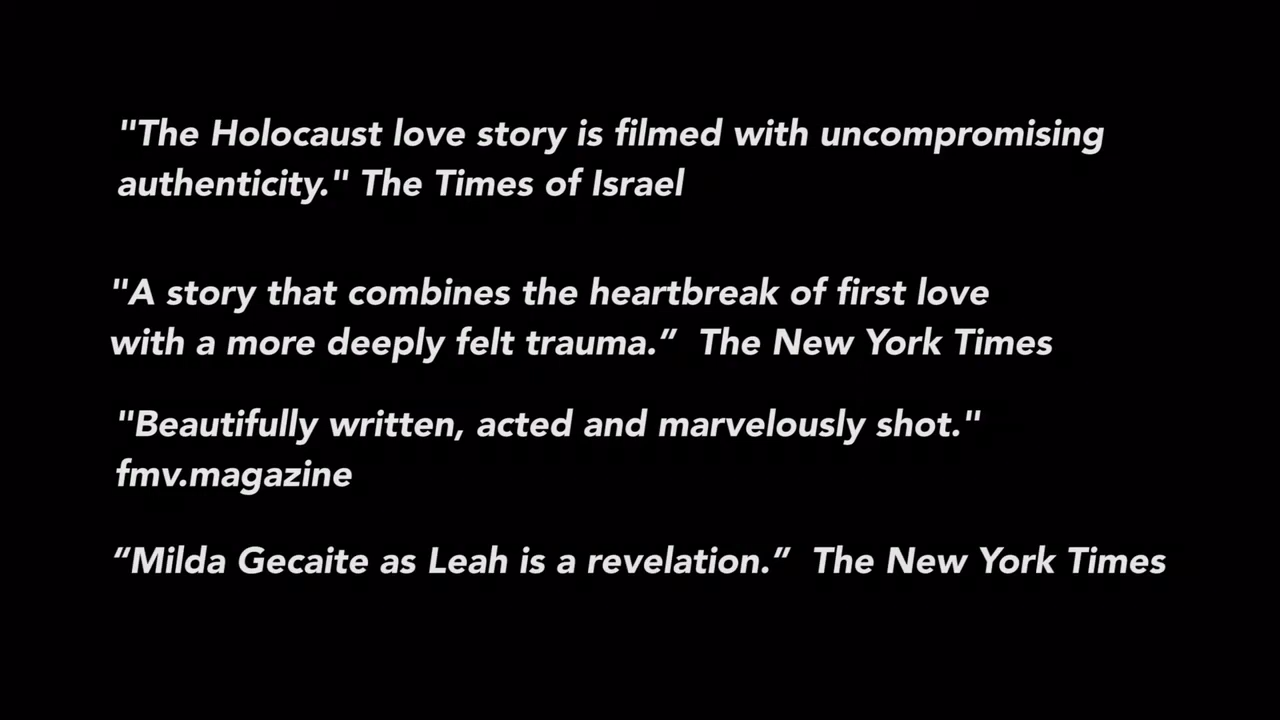 "The Holocaust love story is filmed with uncompromising
authenticity." The Times of Israel
"A story that combines the heartbreak of first love
with a more deeply felt trauma.” The New York Times
"Beautifully written, acted and marvelously shot."
fmv.magazine
“Milda Gecaite as Leah is a revelation.” The New York Times